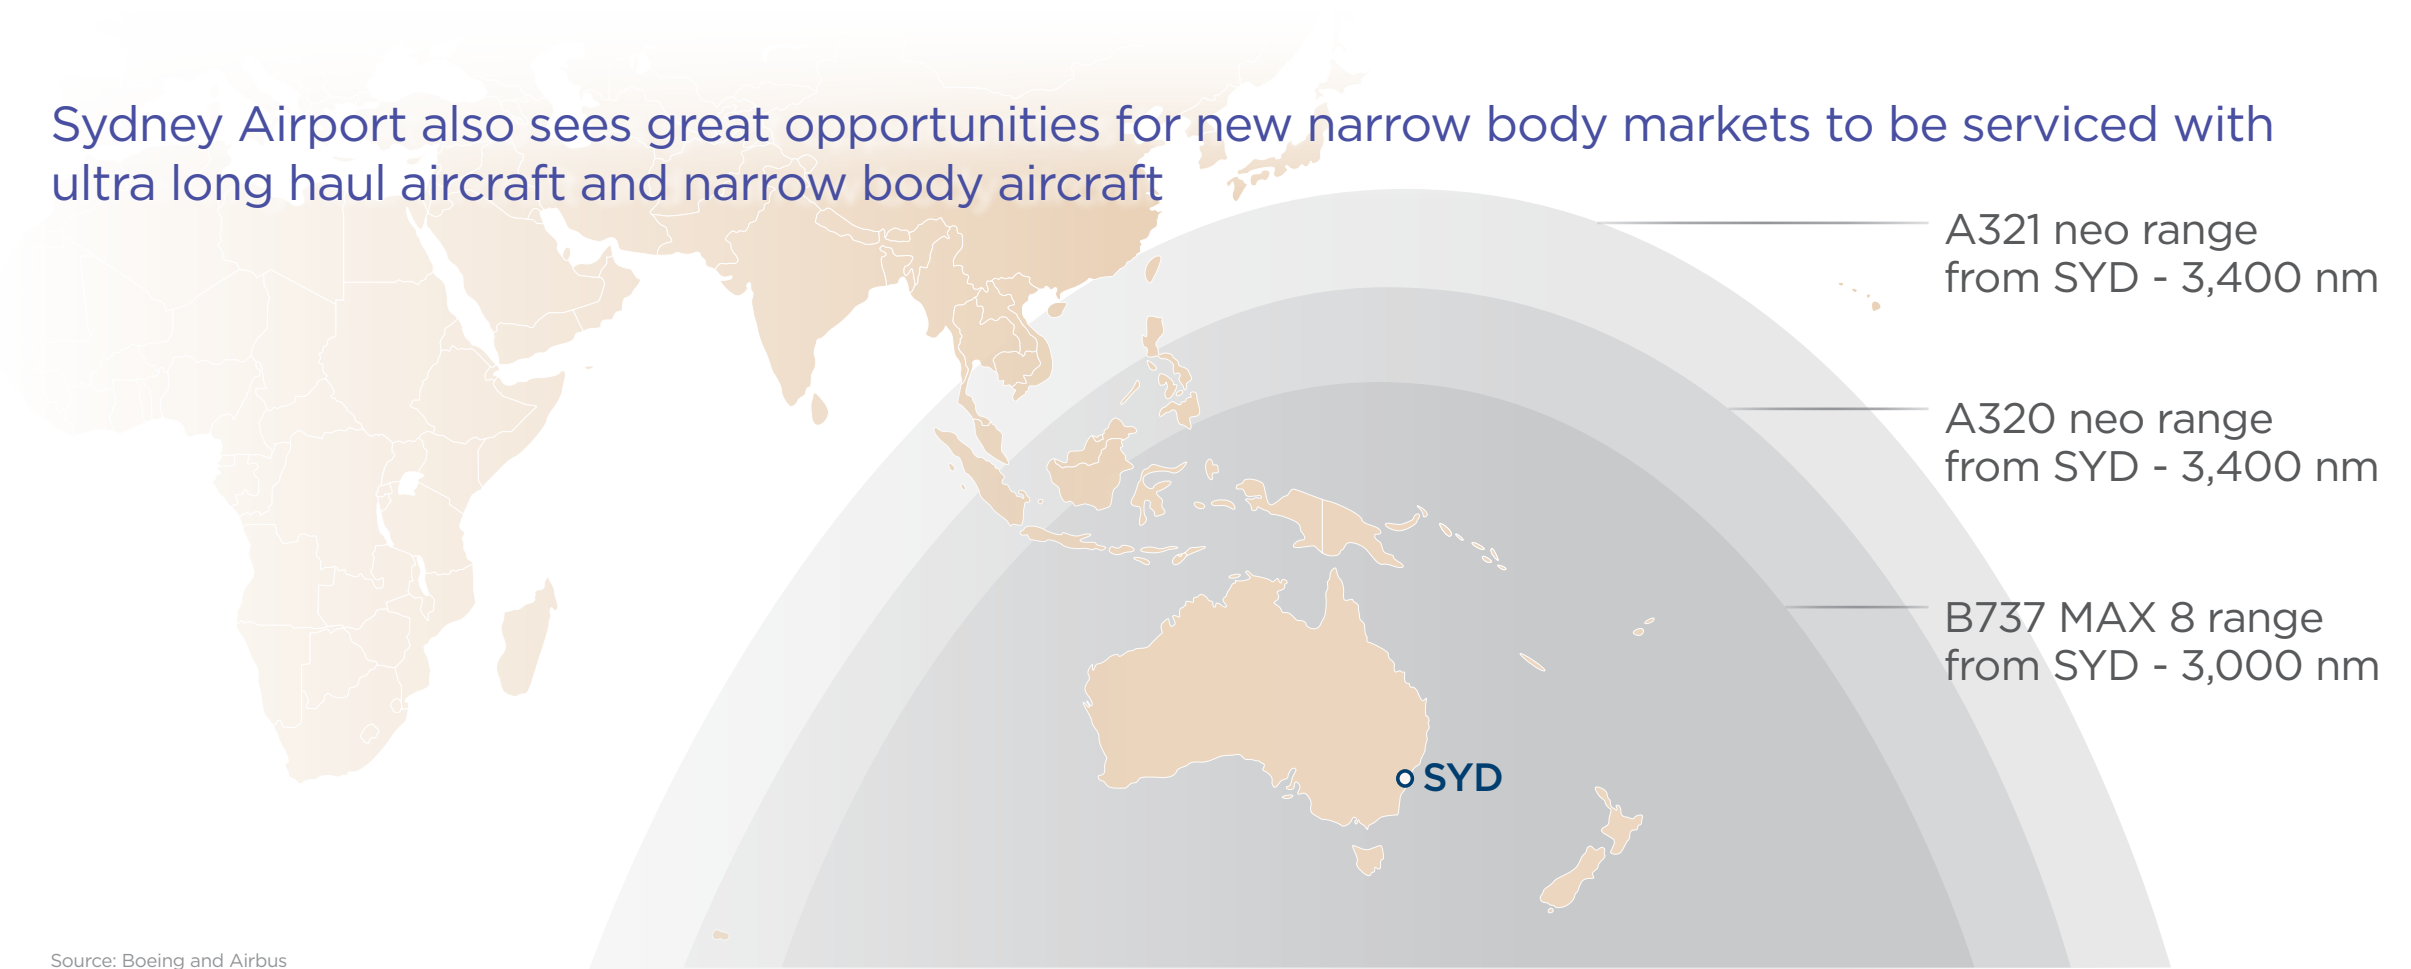 Sydney Airport also sees great opportunities for new narrow body markets to be serviced with
ultra long haul aircraft and narrow body aircraft
A321 neo range
from SYD - 3,400 nm
A320 neo range
from SYD - 3,400 nm
B737 MAX 8 range
from SYD - 3,000 nm
SYD
Source: Boeing and Airbus